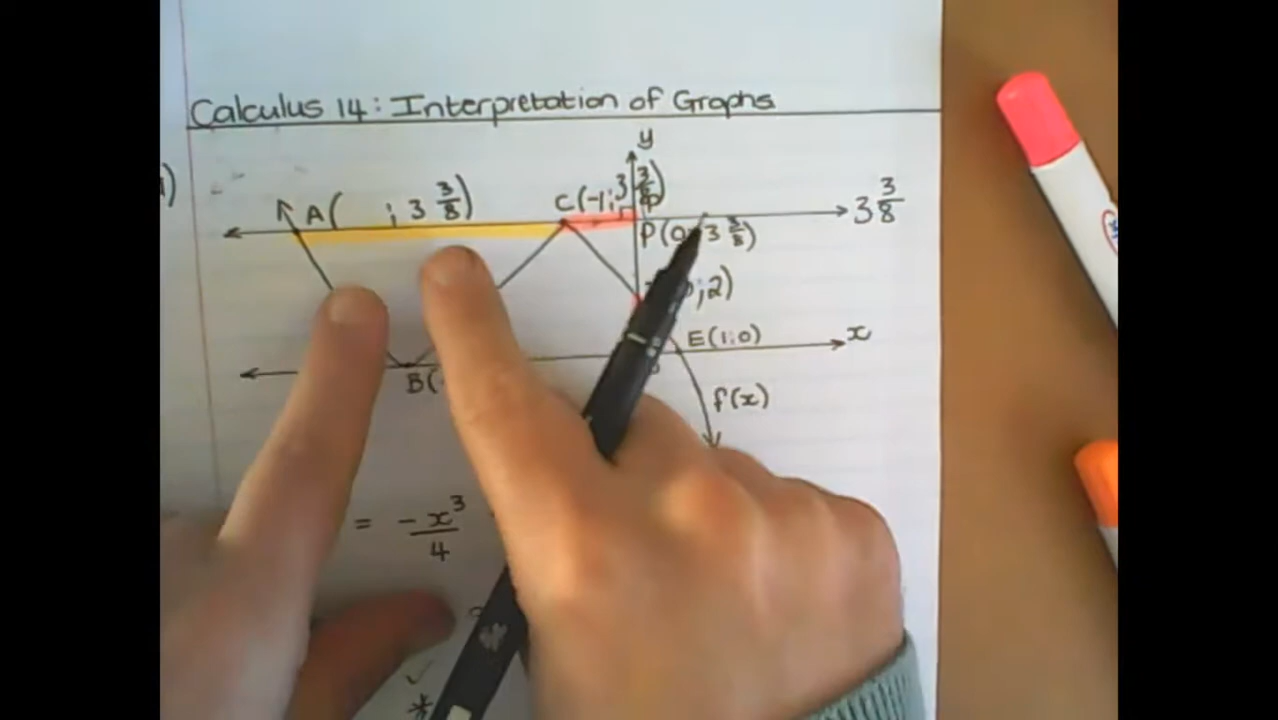 Calculus 14: Interpretation of Graphs
y
A( ; 3 3/8)
C(-1; 3 3/8)
3 3/8
P(0; 3 3/8)
;2)
E(1;0)
x
B(-
f(x)
= -x³/4
*